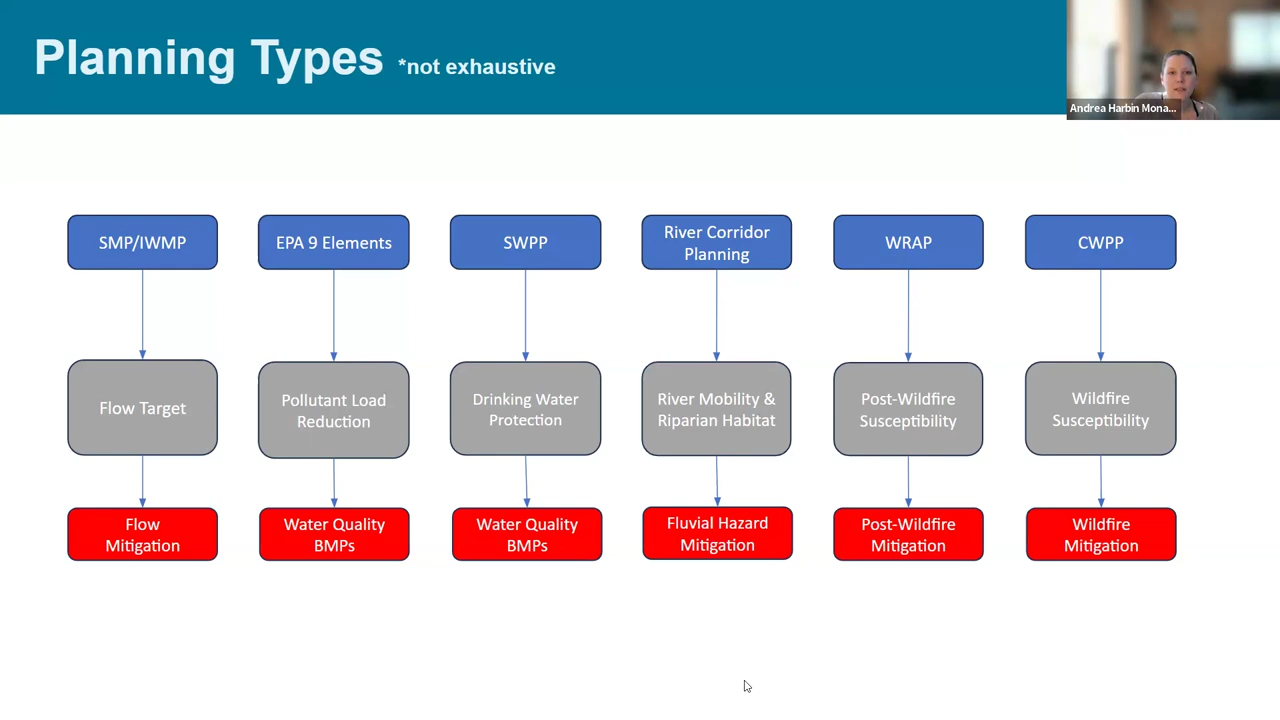 Planning Types *not exhaustive
Andrea Harbin Mona...
SMP/IWMP
EPA 9 Elements
SWPP
River Corridor
Planning
WRAP
CWPP
Flow Target
Pollutant Load
Reduction
Drinking Water
Protection
River Mobility &
Riparian Habitat
Post-Wildfire
Susceptibility
Wildfire
Susceptibility
Flow
Mitigation
Water Quality
BMPs
Water Quality
BMPs
Fluvial Hazard
Mitigation
Post-Wildfire
Mitigation
Wildfire
Mitigation